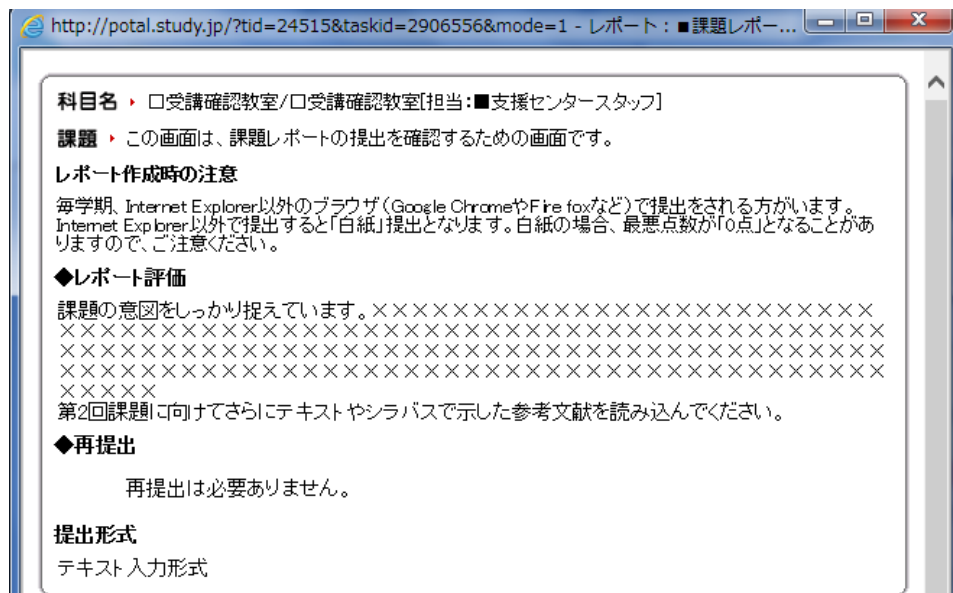 http://potal.study.jp/?tid=24515&taskid=2906556&mode=1 - レポート：■課題レポー...
科目名 ▸ 口受講確認教室/口受講確認教室[担当:■支援センタースタッフ]
課題 ▸ この画面は、課題レポートの提出を確認するための画面です。
レポート作成時の注意
毎学期、Internet Explorer以外のブラウザ（Google ChromeやFire foxなど）で提出をされる方がいます。
Internet Explorer以外で提出すると「白紙」提出となります。白紙の場合、最悪点数が「0点」となることがあ
りますので、ご注意ください。
◆レポート評価
課題の意図をしっかり捉えています。×××××××××××××××××××××××××
×××××××××××××××××××××××××××××××××××××××××
×××××××××××××××××××××××××××××××××××××××××
×××××××××××××××××××××××××××××××××××××××××
×××××
第2回課題に向けてさらにテキストやシラバスで示した参考文献を読み込んでください。
◆再提出
再提出は必要ありません。
提出形式
テキスト入力形式